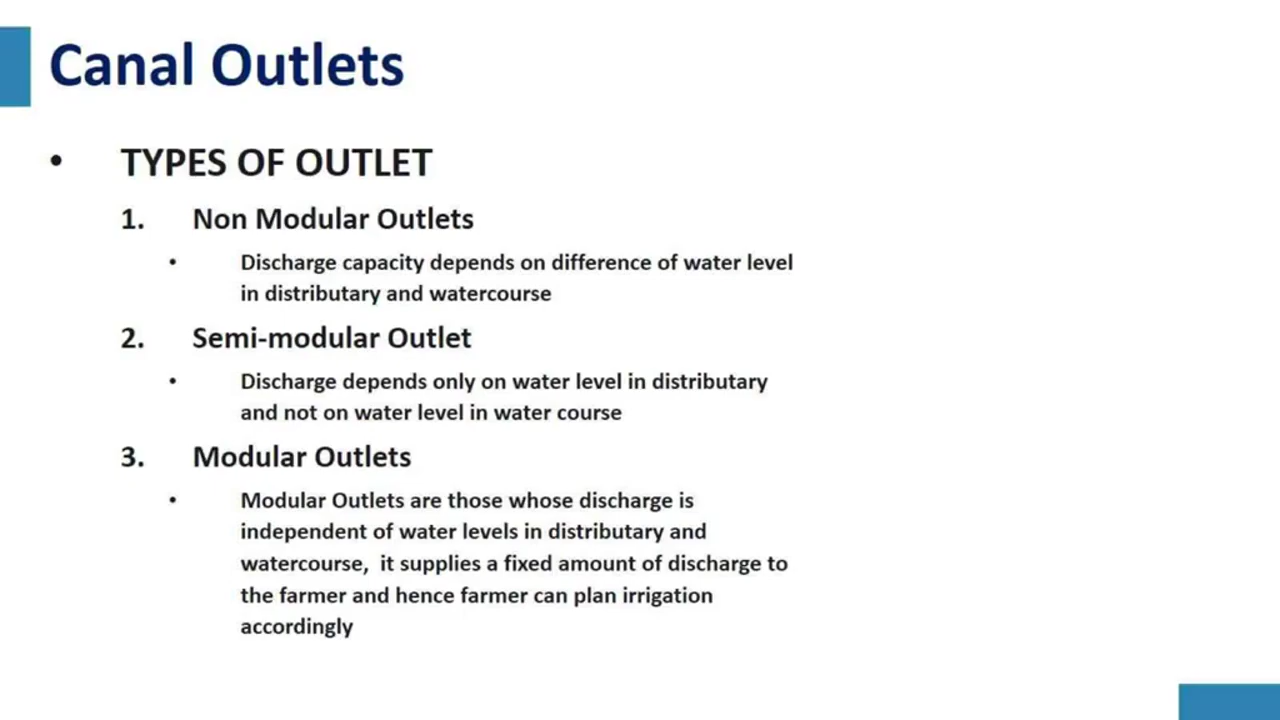 Canal Outlets
• TYPES OF OUTLET
1. Non Modular Outlets
• Discharge capacity depends on difference of water level
in distributary and watercourse
2. Semi-modular Outlet
• Discharge depends only on water level in distributary
and not on water level in water course
3. Modular Outlets
• Modular Outlets are those whose discharge is
independent of water levels in distributary and
watercourse, it supplies a fixed amount of discharge to
the farmer and hence farmer can plan irrigation
accordingly